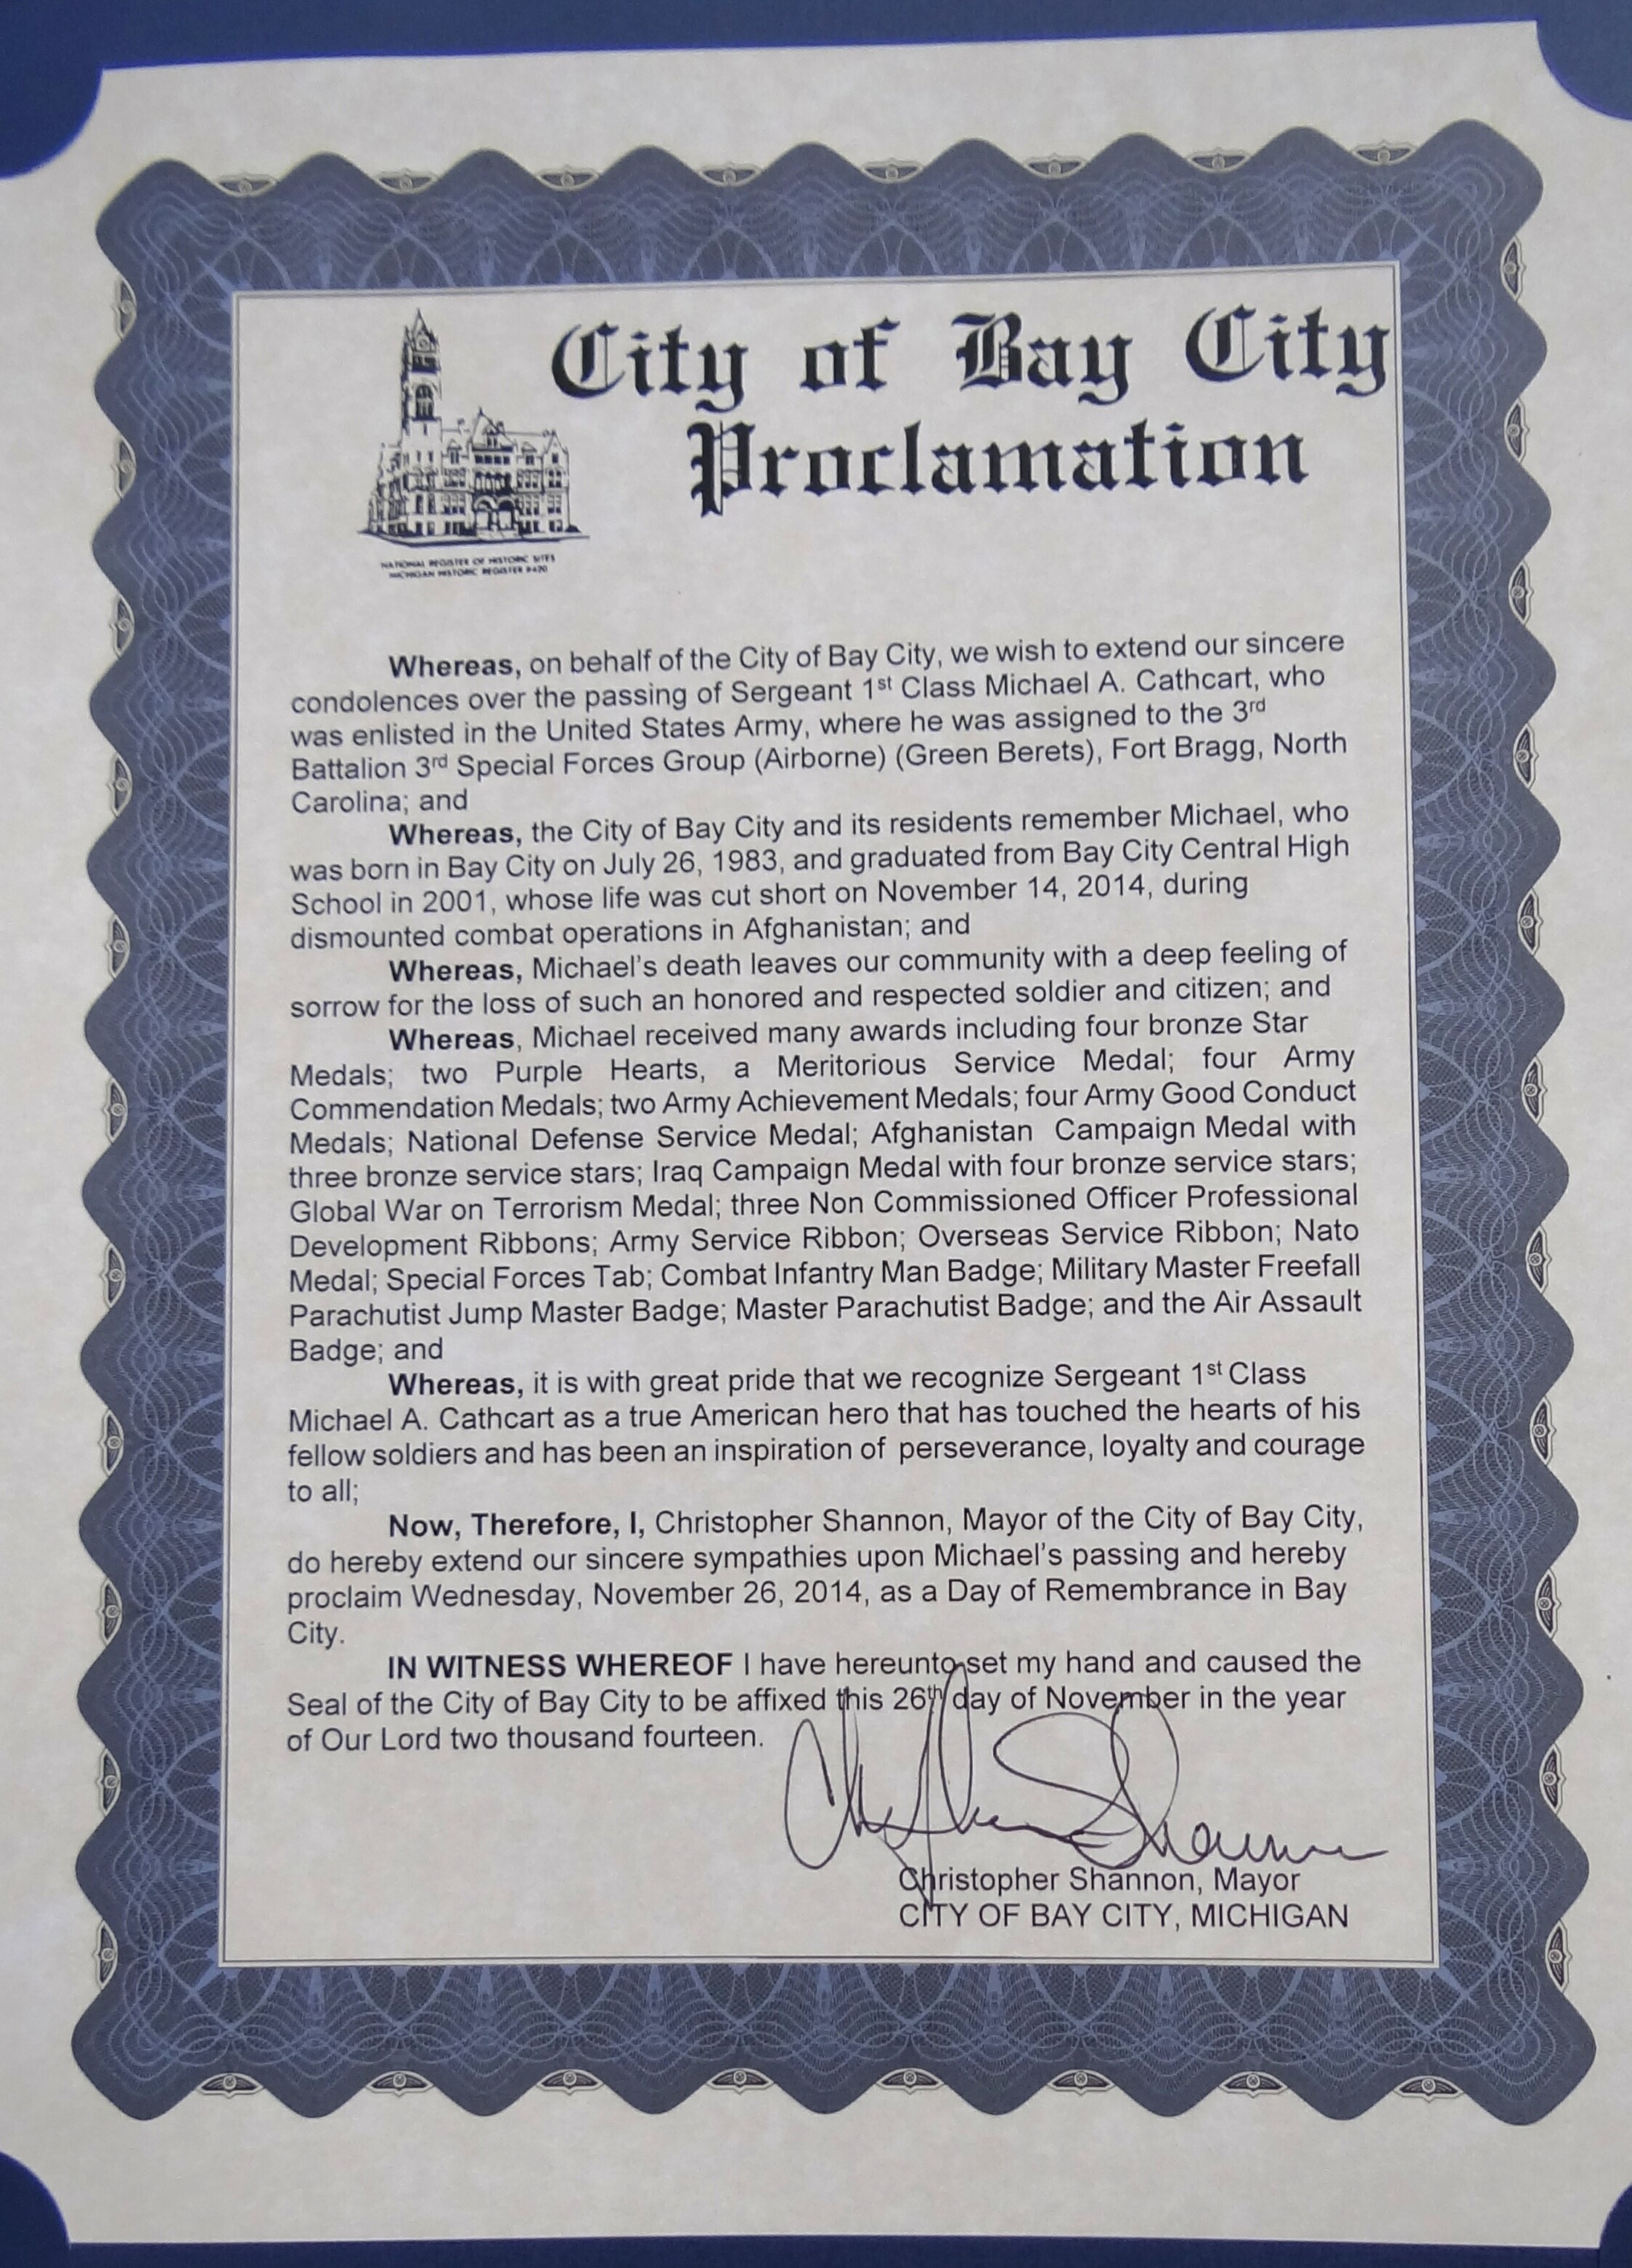 City of Bay City
Proclamation
NATIONAL REGISTER OF HISTORIC SITES
MICHIGAN HISTORIC REGISTER #420
Whereas, on behalf of the City of Bay City, we wish to extend our sincere
condolences over the passing of Sergeant 1st Class Michael A. Cathcart, who
was enlisted in the United States Army, where he was assigned to the 3rd
Battalion 3rd Special Forces Group (Airborne) (Green Berets), Fort Bragg, North
Carolina; and
Whereas, the City of Bay City and its residents remember Michael, who
was born in Bay City on July 26, 1983, and graduated from Bay City Central High
School in 2001, whose life was cut short on November 14, 2014, during
dismounted combat operations in Afghanistan; and
Whereas, Michael's death leaves our community with a deep feeling of
sorrow for the loss of such an honored and respected soldier and citizen; and
Whereas, Michael received many awards including four bronze Star
Medals; two Purple Hearts, a Meritorious Service Medal; four Army
Commendation Medals; two Army Achievement Medals; four Army Good Conduct
Medals; National Defense Service Medal; Afghanistan Campaign Medal with
three bronze service stars; Iraq Campaign Medal with four bronze service stars;
Global War on Terrorism Medal; three Non Commissioned Officer Professional
Development Ribbons; Army Service Ribbon; Overseas Service Ribbon; Nato
Medal; Special Forces Tab; Combat Infantry Man Badge; Military Master Freefall
Parachutist Jump Master Badge; Master Parachutist Badge; and the Air Assault
Badge; and
Whereas, it is with great pride that we recognize Sergeant 1st Class
Michael A. Cathcart as a true American hero that has touched the hearts of his
fellow soldiers and has been an inspiration of perseverance, loyalty and courage
to all;
Now, Therefore, I, Christopher Shannon, Mayor of the City of Bay City,
do hereby extend our sincere sympathies upon Michael's passing and hereby
proclaim Wednesday, November 26, 2014, as a Day of Remembrance in Bay
City.
IN WITNESS WHEREOF I have hereunto set my hand and caused the
Seal of the City of Bay City to be affixed this 26th day of November in the year
of Our Lord two thousand fourteen.
Christopher Shannon
Christopher Shannon, Mayor
CITY OF BAY CITY, MICHIGAN